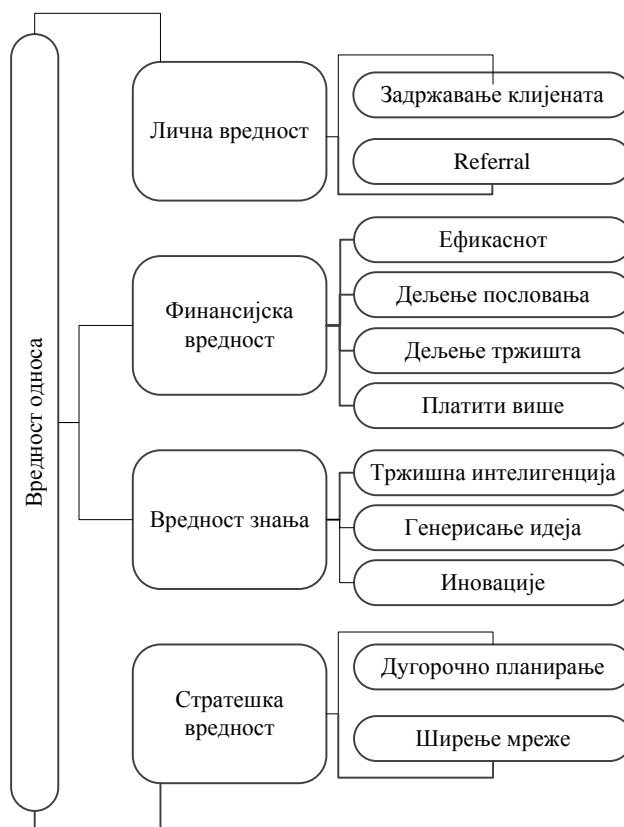 Вредност односа
Лична вредност
Задржавање клијената
Referral
Финансијска
вредност
Ефикаснот
Дељење пословања
Дељење тржишта
Платити више
Вредност знања
Тржишна интелигенција
Генерисање идеја
Иновације
Стратешка
вредност
Дугорочно планирање
Ширење мреже